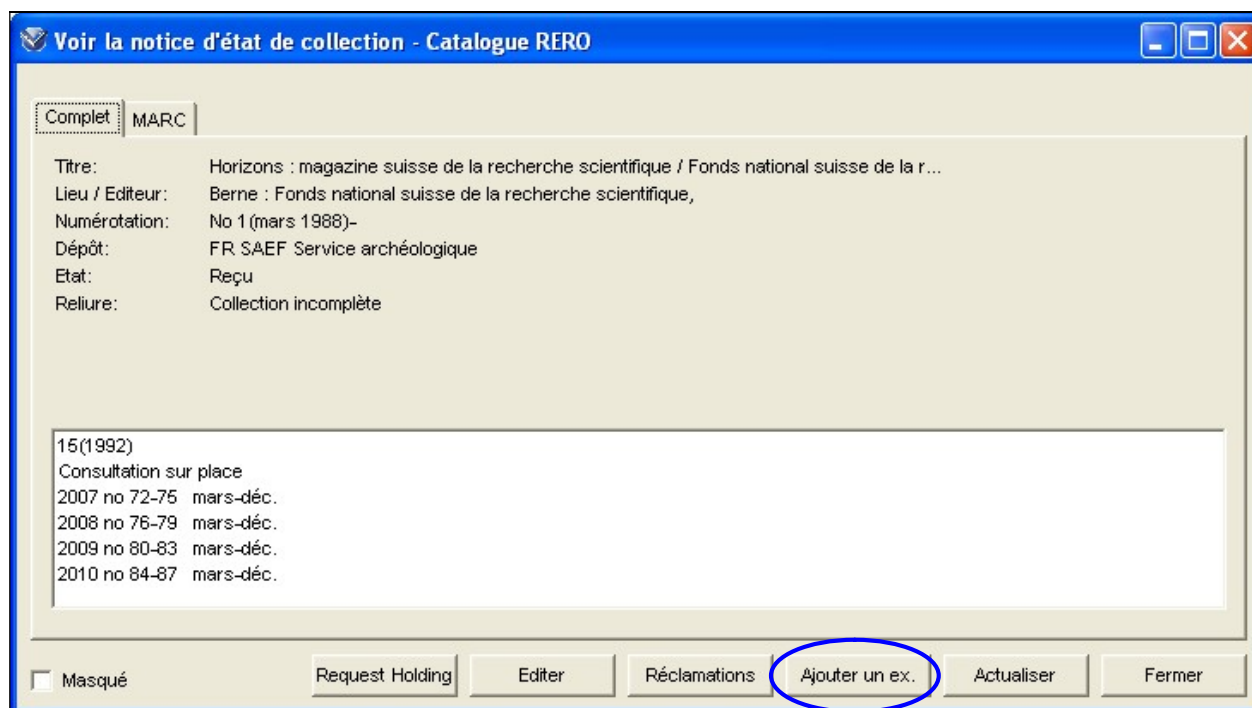 Voir la notice d'état de collection - Catalogue RERO
Complet MARC
Titre: Horizons : magazine suisse de la recherche scientifique / Fonds national suisse de la r...
Lieu / Editeur: Berne : Fonds national suisse de la recherche scientifique,
Numérotation: No 1(mars 1988)-
Dépôt: FR SAEF Service archéologique
Etat: Reçu
Reliure: Collection incomplète
15(1992)
Consultation sur place
2007 no 72-75 mars-déc.
2008 no 76-79 mars-déc.
2009 no 80-83 mars-déc.
2010 no 84-87 mars-déc.
Masqué Request Holding Editer Réclamations Ajouter un ex. Actualiser Fermer